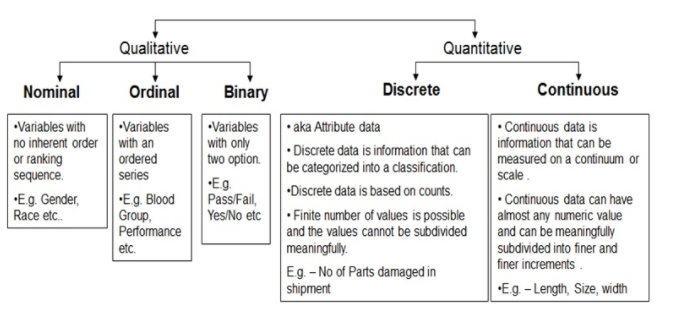 Qualitative
Quantitative
Nominal
Ordinal
Binary
Discrete
Continuous
•Variables with
no inherent order
or ranking
sequence.
•E.g. Gender,
Race etc..
•Variables
with an
ordered
series
•E.g. Blood
Group,
Performance
etc.
•Variables
with only
two option.
•E.g.
Pass/Fail,
Yes/No etc
• aka Attribute data
• Discrete data is information that can
be categorized into a classification.
•Discrete data is based on counts.
• Finite number of values is possible
and the values cannot be subdivided
meaningfully.
E.g. – No of Parts damaged in
shipment
• Continuous data is
information that can be
measured on a continuum or
scale .
• Continuous data can have
almost any numeric value
and can be meaningfully
subdivided into finer and
finer increments .
•E.g. – Length, Size, width